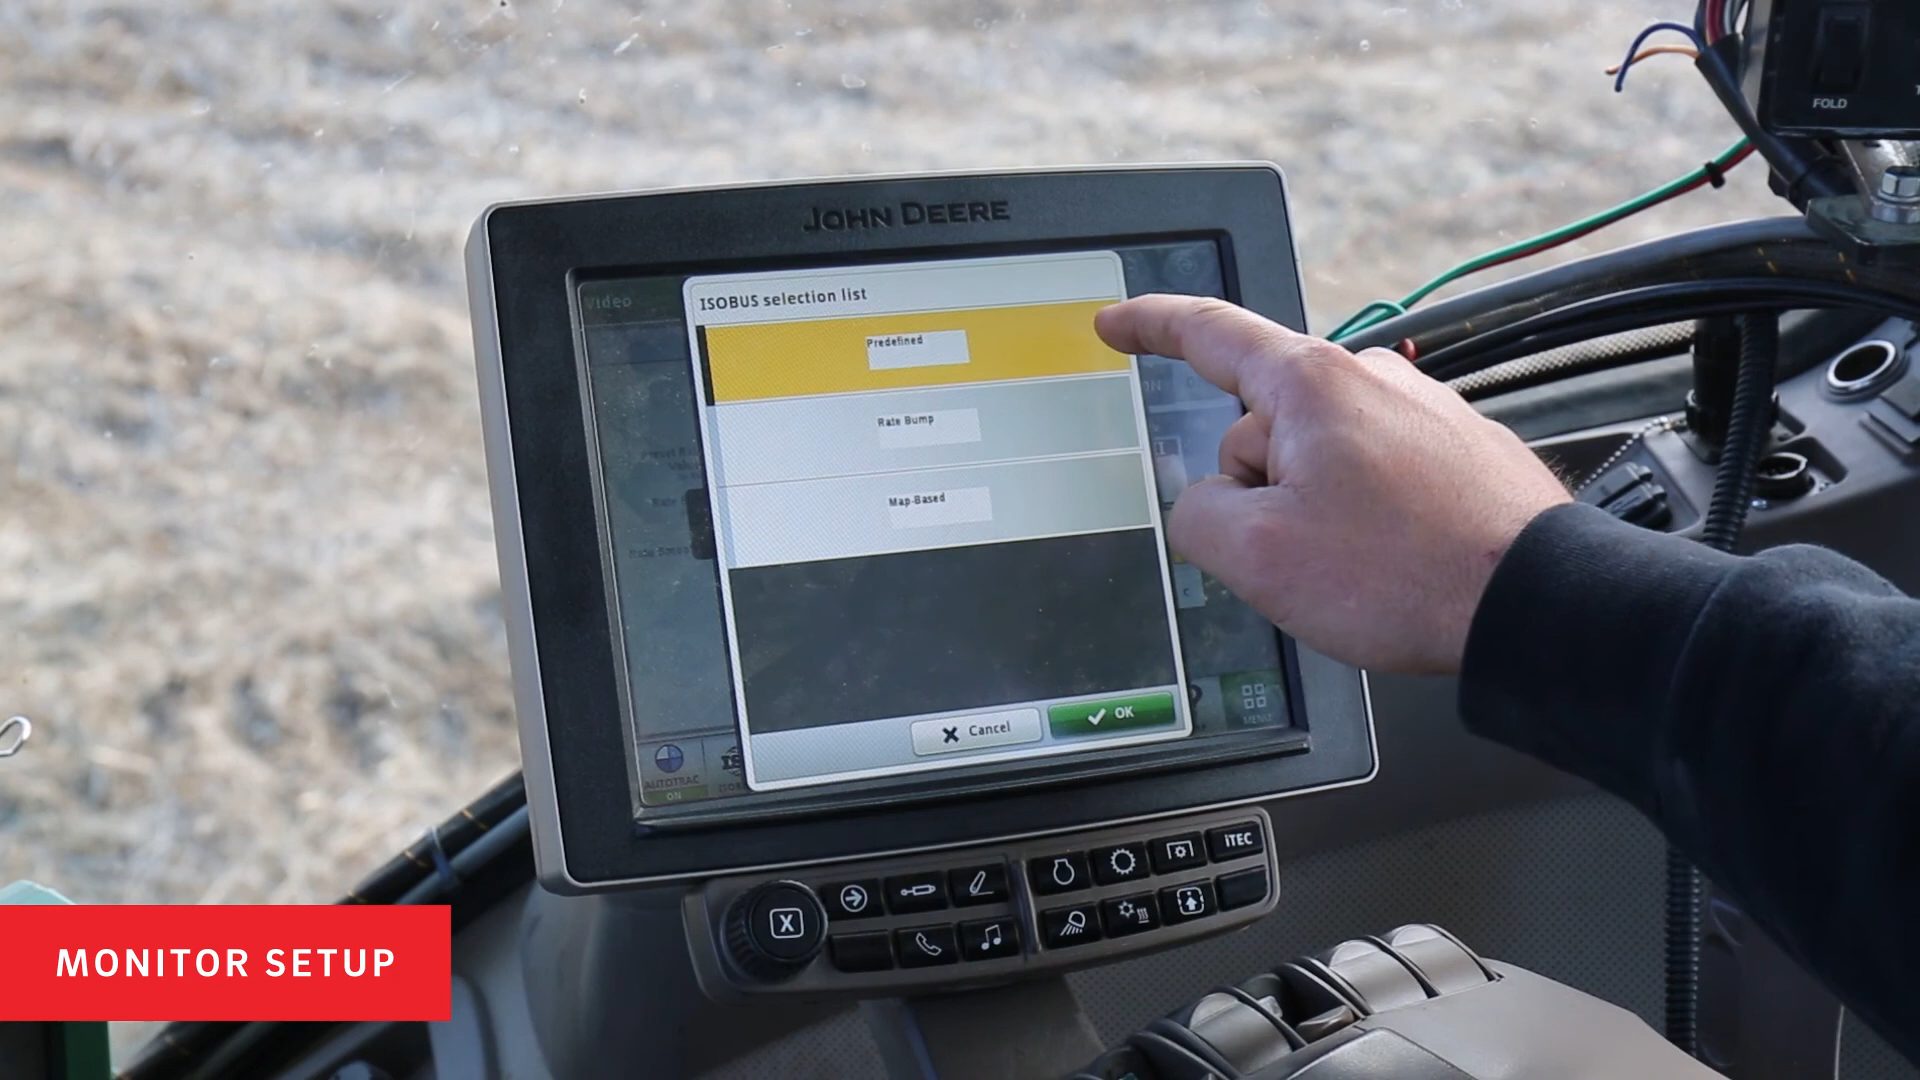 FOLD
JOHN DEERE
Video
ISOBUS selection list
Predefined
Rate Bump
Map-Based
Cancel
OK
MENU
AUTOTRAC
ON
iTEC
X
MONITOR SETUP